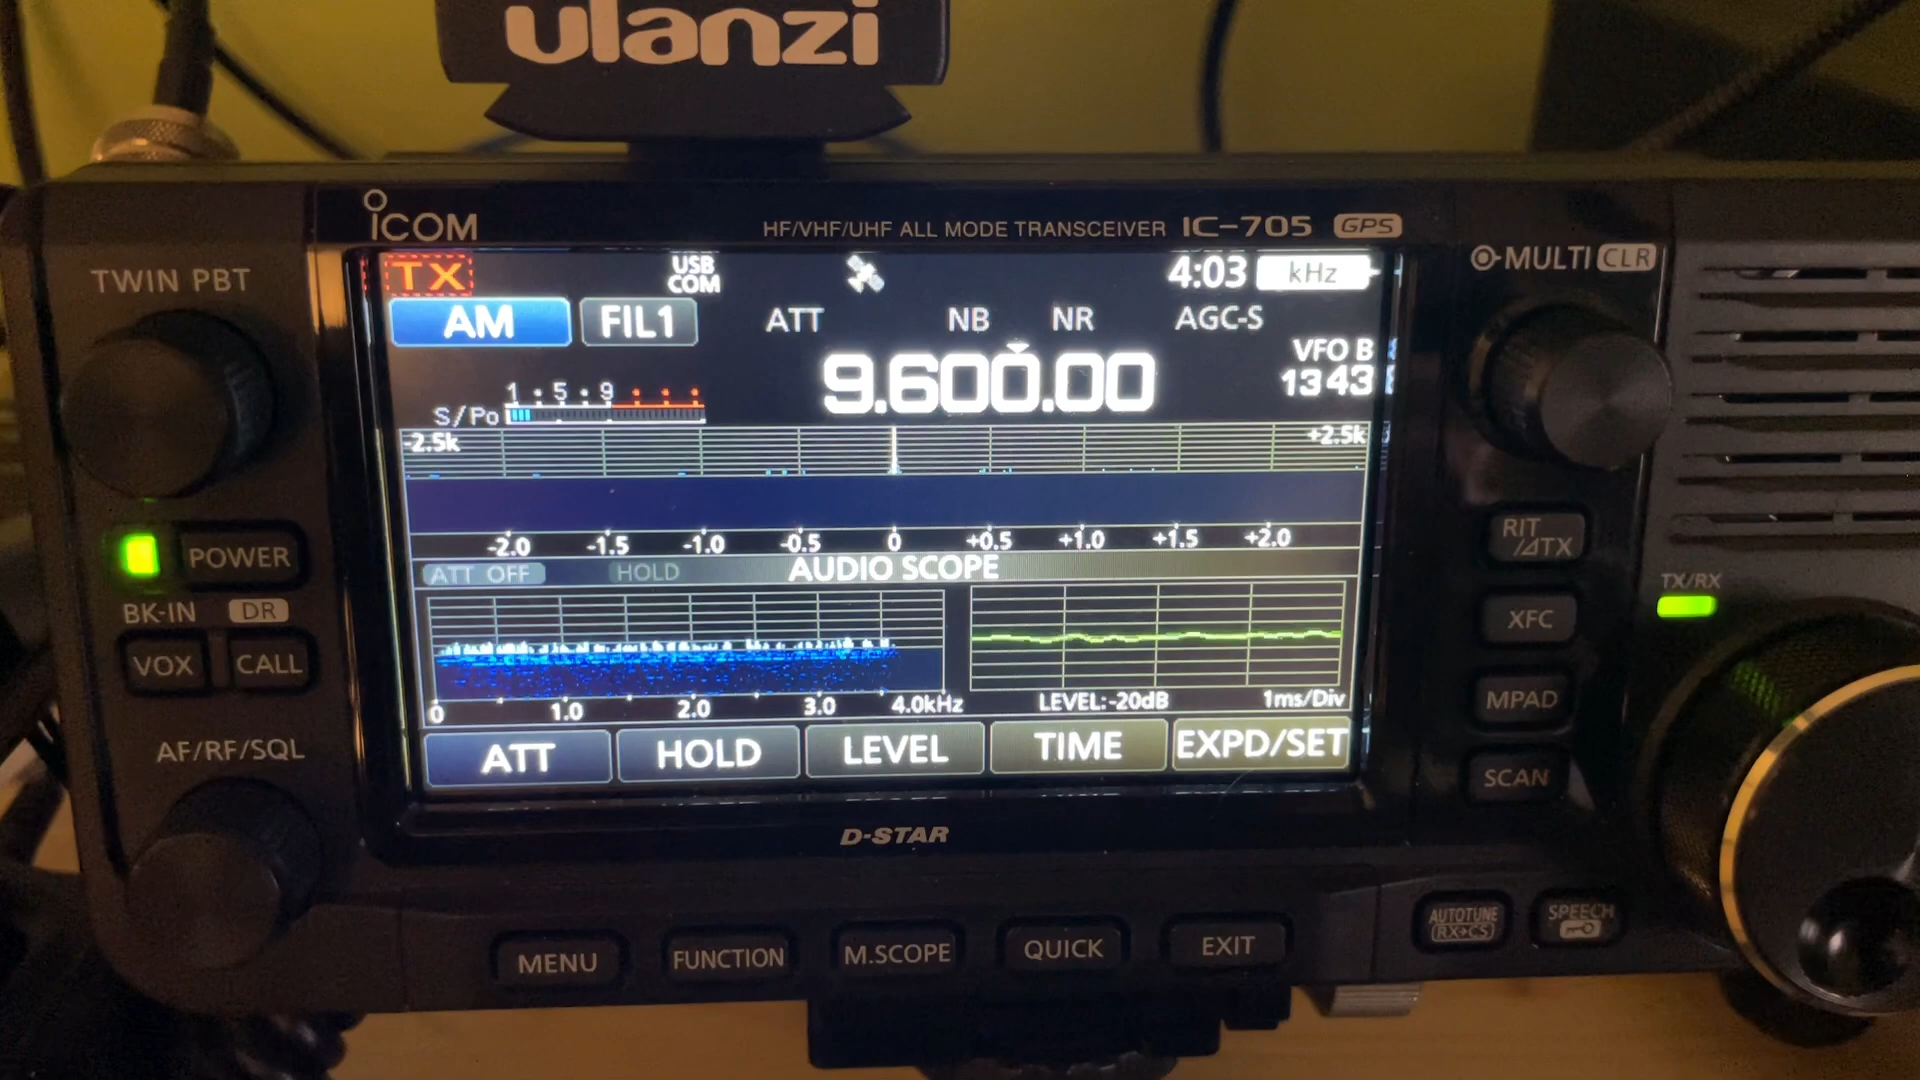 ulanzi
ICOM
HF/VHF/UHF ALL MODE TRANSCEIVER IC-705 GPS
TWIN PBT
MULTI CLR
TX
USB
COM
4:03
kHz
AM
FIL1
ATT
NB
NR
AGC-S
VFO B
1343
9.600.00
1 5 9
S/Po
-2.5k
+2.5k
-2.0 -1.5 -1.0 -0.5 0 +0.5 +1.0 +1.5 +2.0
ATT OFF
HOLD
AUDIO SCOPE
0 1.0 2.0 3.0 4.0kHz
LEVEL:-20dB
1ms/Div
ATT
HOLD
LEVEL
TIME
EXPD/SET
POWER
BK-IN
DR
VOX
CALL
AF/RF/SQL
RIT
/⊿TX
TX/RX
XFC
MPAD
SCAN
D-STAR
MENU
FUNCTION
M.SCOPE
QUICK
EXIT
AUTOTUNE
RX→CS
SPEECH